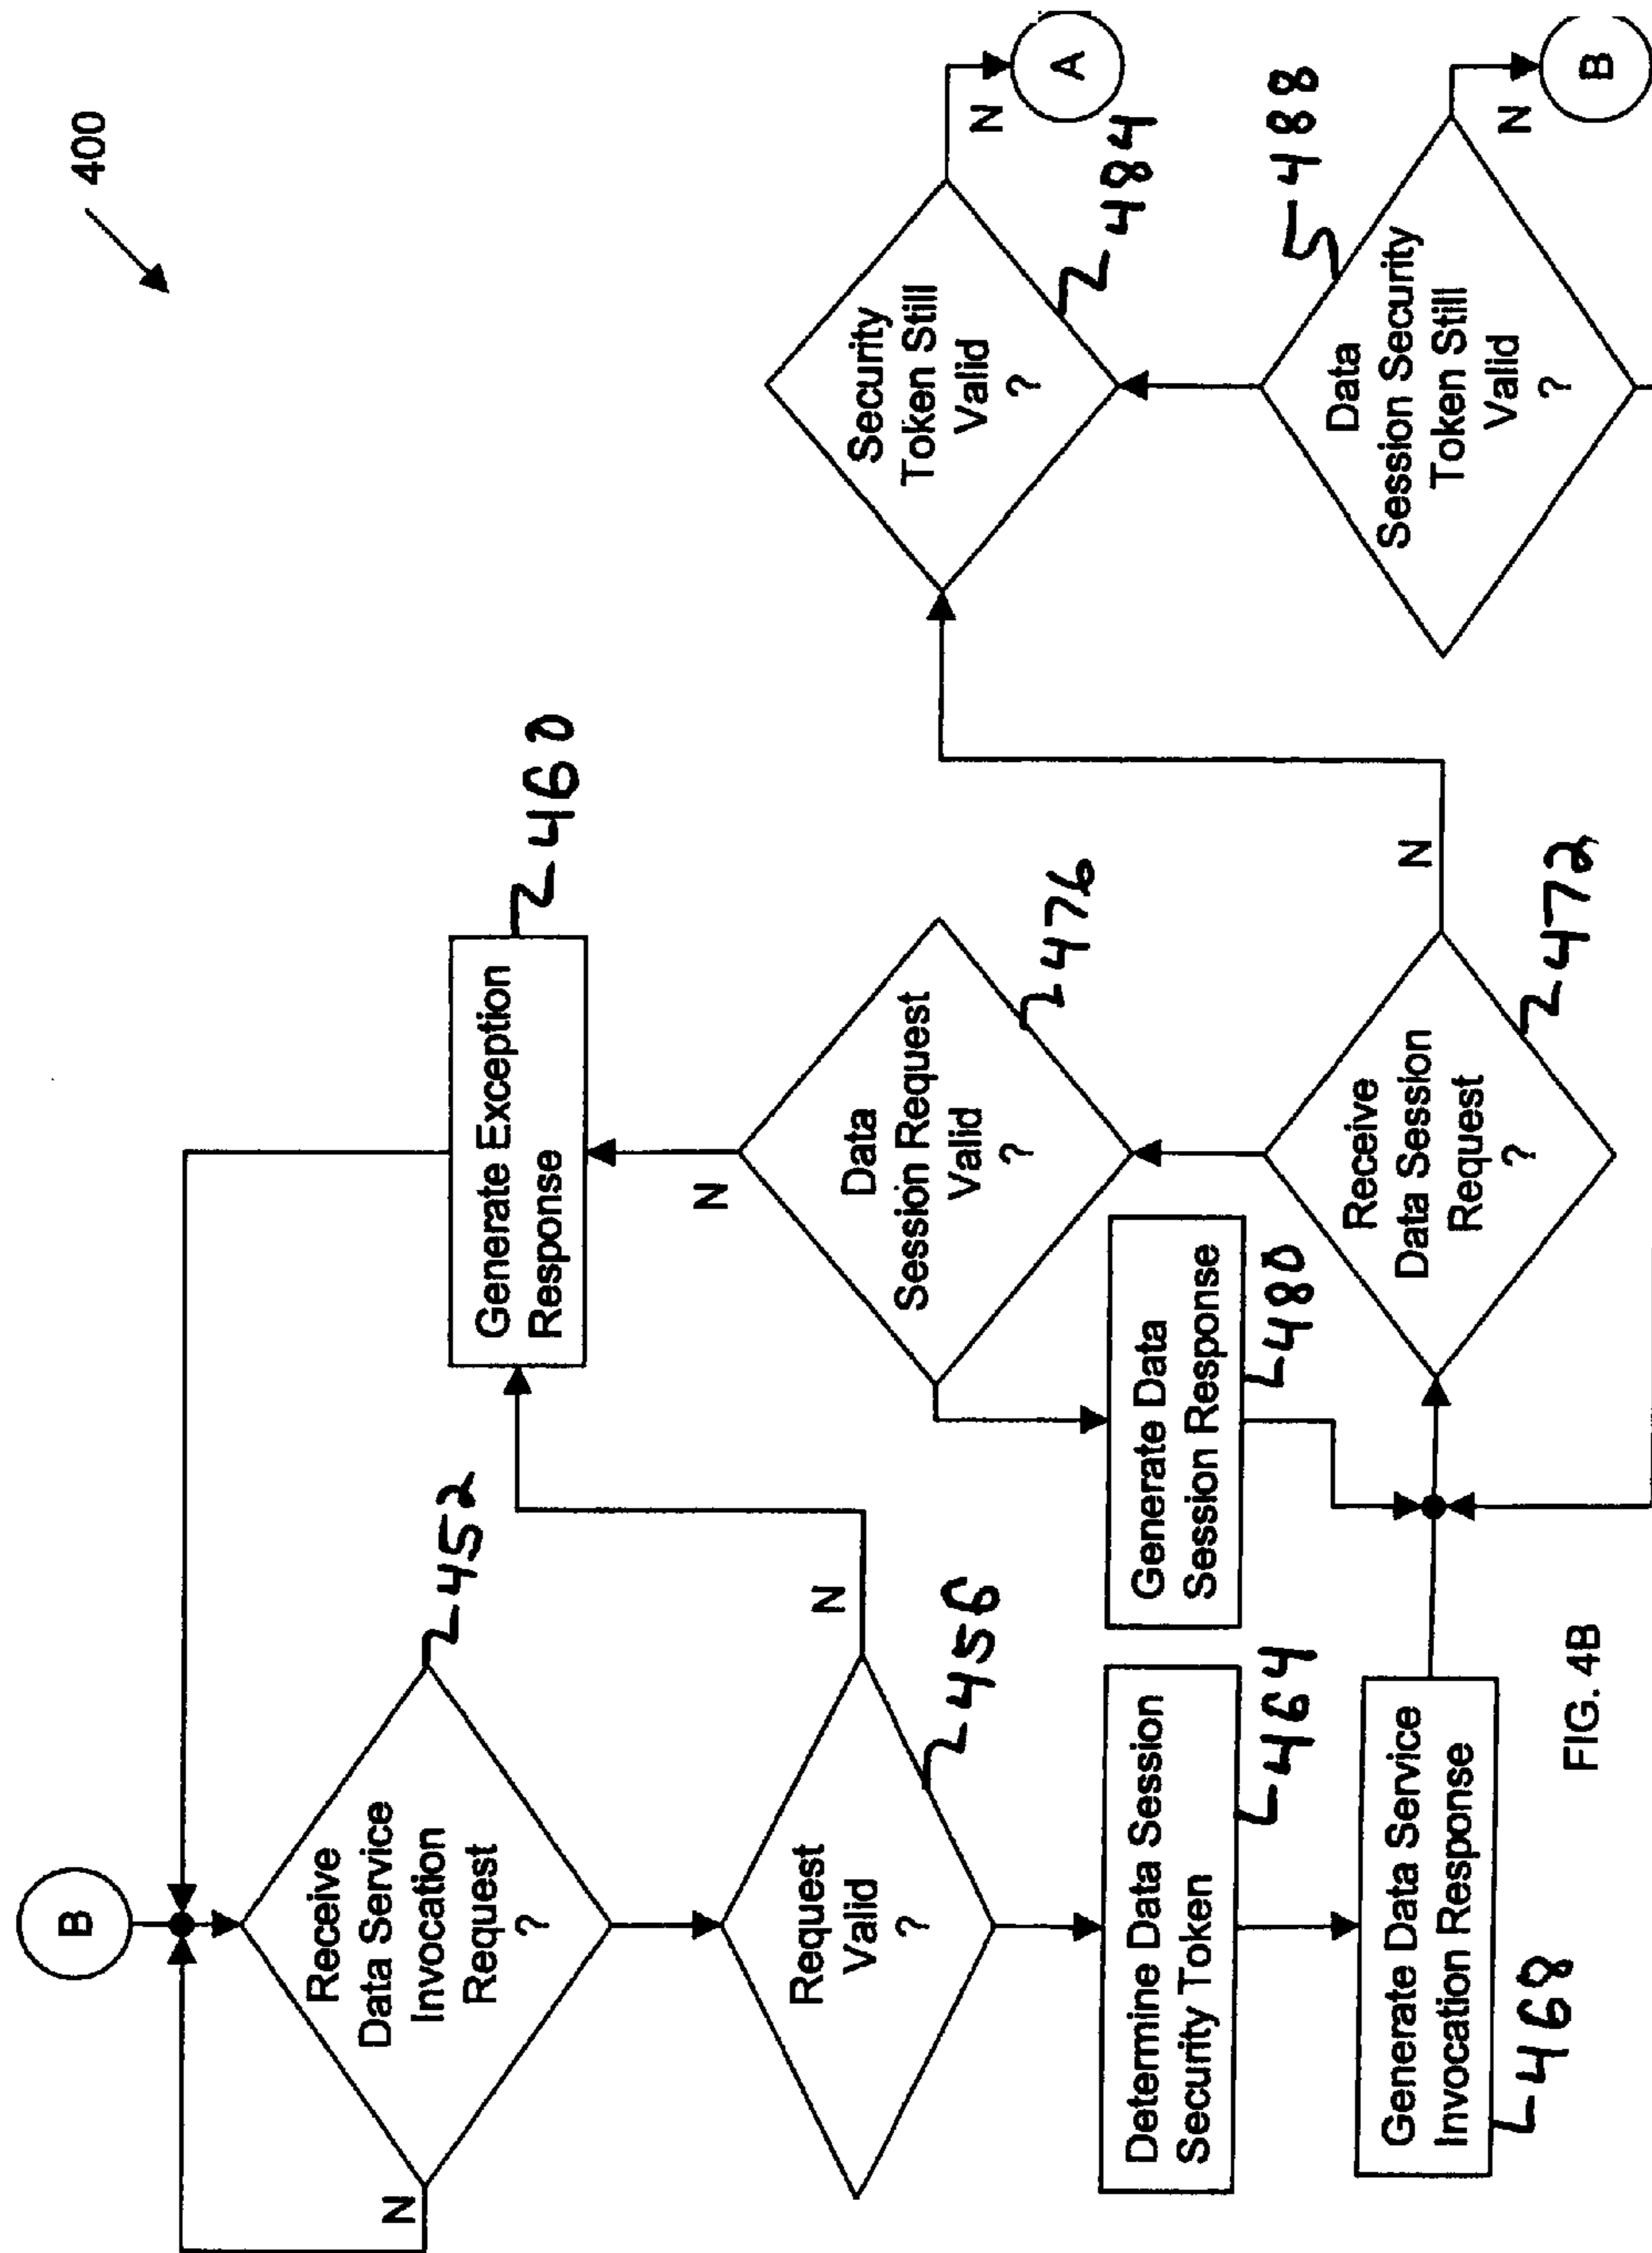 400
B
Receive
Data Service
Invocation
Request
?
N
452
Request
Valid
?
N
456
Determine Data Session
Security Token
464
Generate Data Service
Invocation Response
468
Generate Exception
Response
460
N
Data
Session Request
Valid
?
476
Generate Data
Session Response
480
Receive
Data Session
Request
?
N
472
Security
Token Still
Valid
?
N
484
A
Data
Session Security
Token Still
Valid
?
N
488
B
FIG. 4B